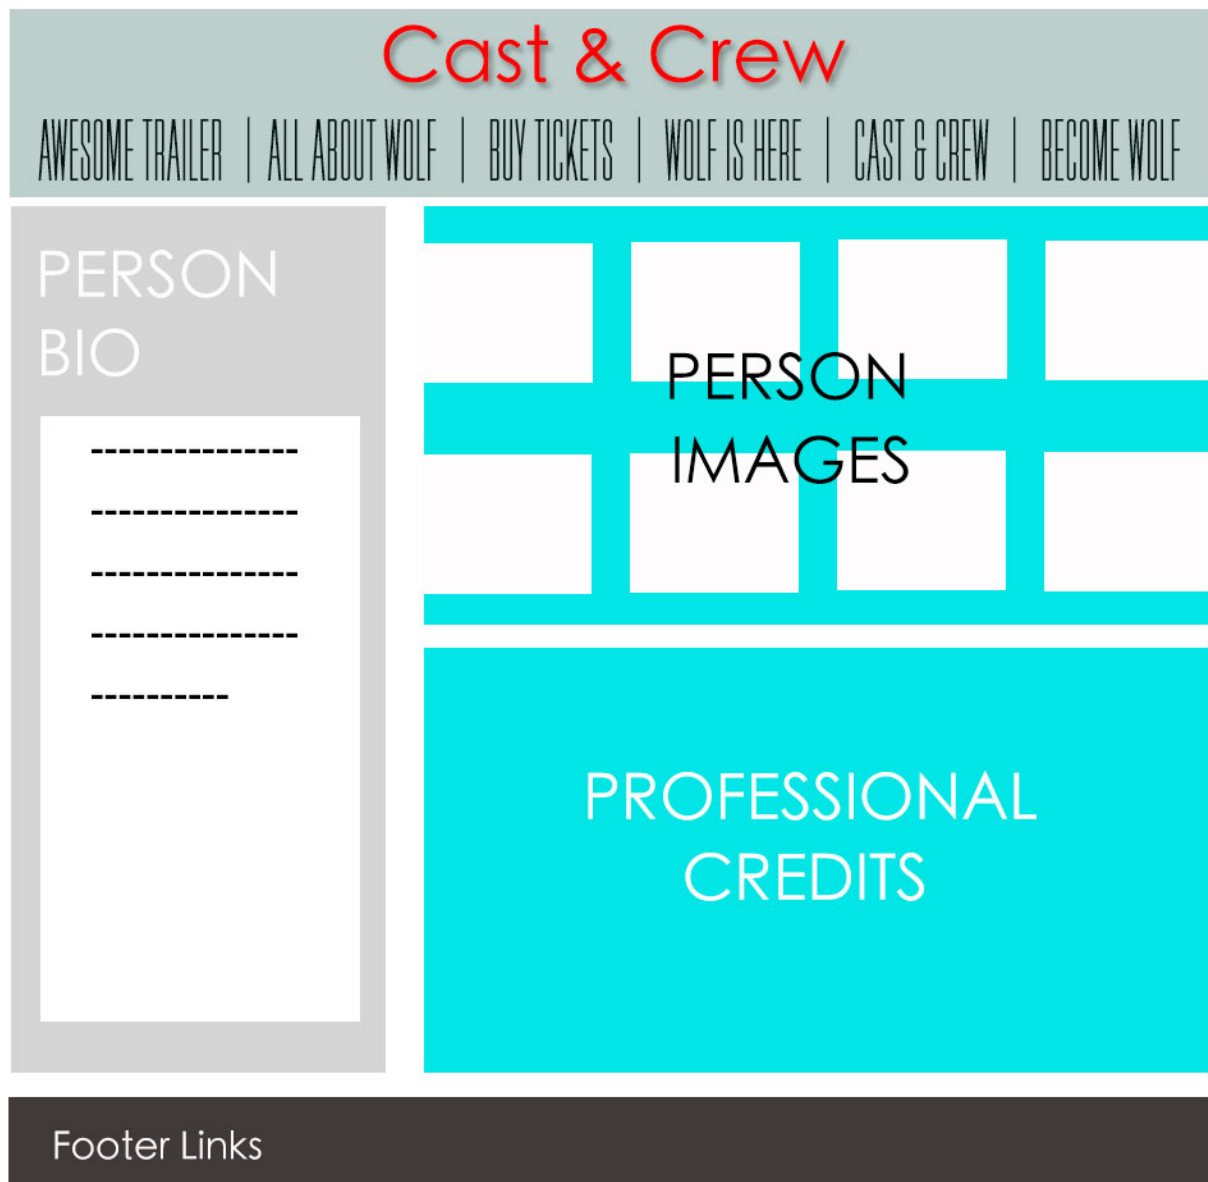 Cast & Crew
AWESOME TRAILER | ALL ABOUT WOLF | BUY TICKETS | WOLF IS HERE | CAST & CREW | BECOME WOLF
PERSON
BIO
---------------
---------------
---------------
---------------
----------
PERSON
IMAGES
PROFESSIONAL
CREDITS
Footer Links